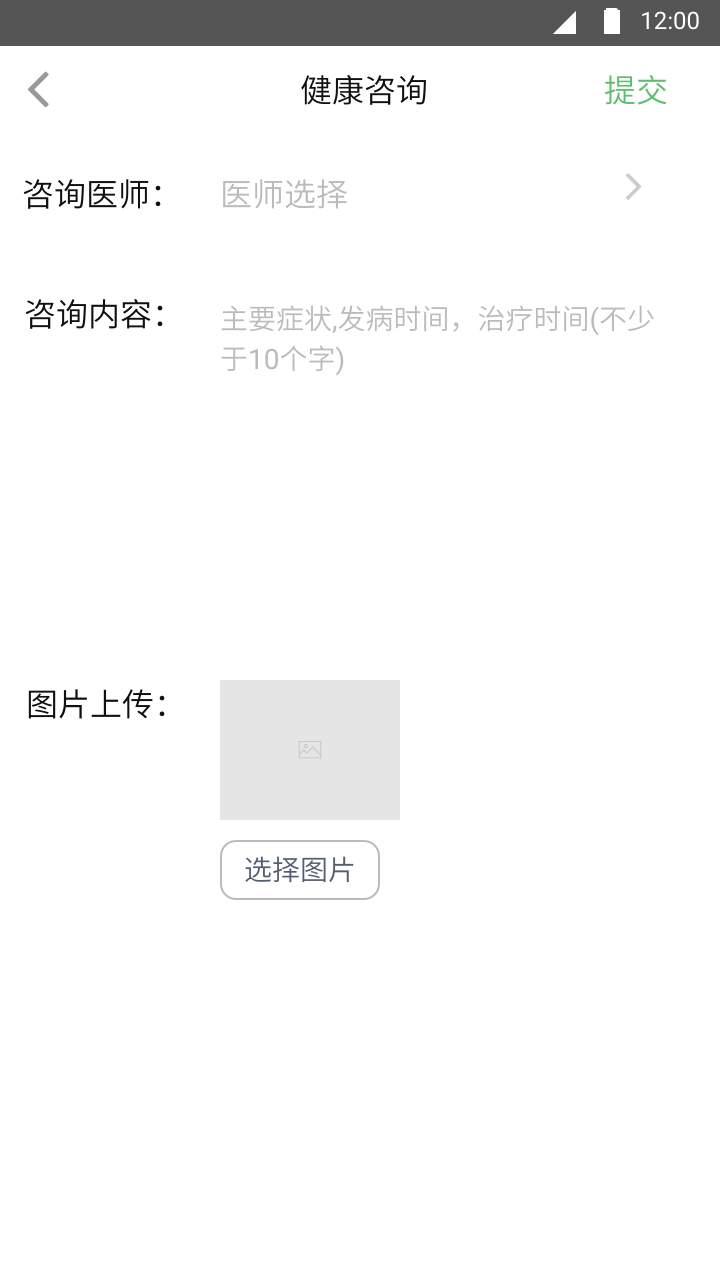 12:00
健康咨询
提交
咨询医师：
医师选择
咨询内容：
主要症状,发病时间，治疗时间(不少
于10个字)
图片上传：
选择图片